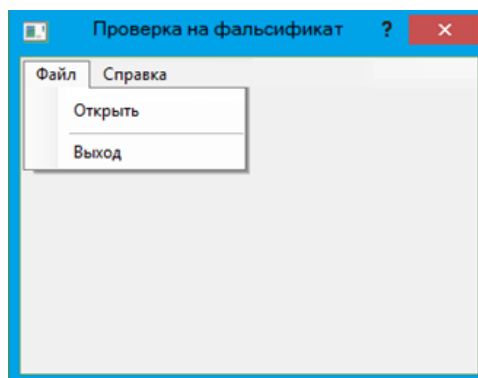 Проверка на фальсификат ?
Файл Справка
Открыть
Выход